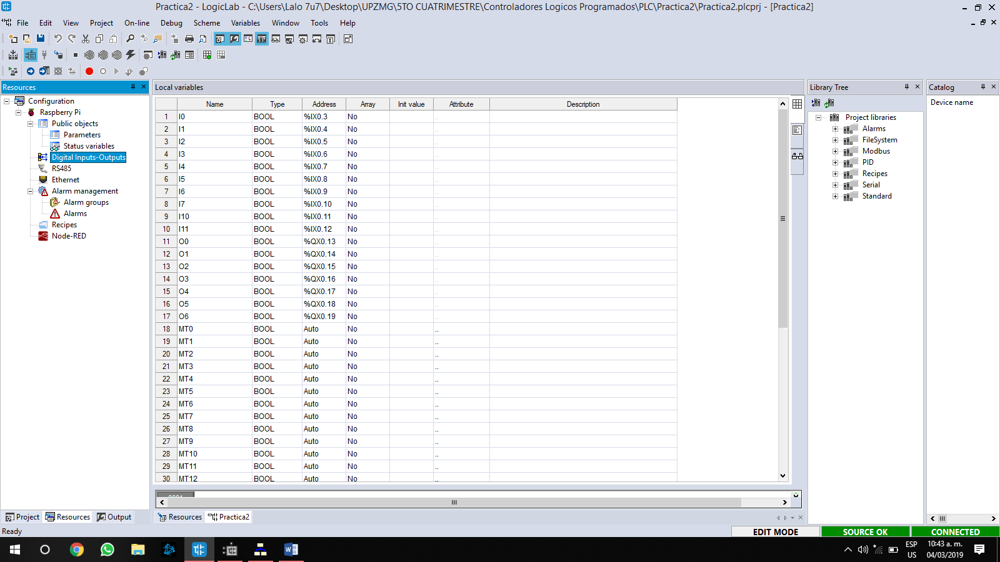 Practica2 - LogicLab - C:\Users\Lalo 7u7\Desktop\UPZMG\5TO CUATRIMESTRE\Controladores Logicos Programados\PLC\Practica2\Practica2.plcprj - [Practica2]
File Edit View Project On-line Debug Scheme Variables Window Tools Help
Resources
Configuration
Raspberry Pi
Public objects
Parameters
Status variables
Digital Inputs-Outputs
RS485
Ethernet
Alarm management
Alarm groups
Alarms
Recipes
Node-RED
Project Resources Output
Local variables
Name Type Address Array Init value Attribute Description
1 I0 BOOL %IX0.3 No ..
2 I1 BOOL %IX0.4 No ..
3 I2 BOOL %IX0.5 No ..
4 I3 BOOL %IX0.6 No ..
5 I4 BOOL %IX0.7 No ..
6 I5 BOOL %IX0.8 No ..
7 I6 BOOL %IX0.9 No ..
8 I7 BOOL %IX0.10 No ..
9 I10 BOOL %IX0.11 No ..
10 I11 BOOL %IX0.12 No ..
11 O0 BOOL %QX0.13 No ..
12 O1 BOOL %QX0.14 No ..
13 O2 BOOL %QX0.15 No ..
14 O3 BOOL %QX0.16 No ..
15 O4 BOOL %QX0.17 No ..
16 O5 BOOL %QX0.18 No ..
17 O6 BOOL %QX0.19 No ..
18 MT0 BOOL Auto No ..
19 MT1 BOOL Auto No ..
20 MT2 BOOL Auto No ..
21 MT3 BOOL Auto No ..
22 MT4 BOOL Auto No ..
23 MT5 BOOL Auto No ..
24 MT6 BOOL Auto No ..
25 MT7 BOOL Auto No ..
26 MT8 BOOL Auto No ..
27 MT9 BOOL Auto No ..
28 MT10 BOOL Auto No ..
29 MT11 BOOL Auto No ..
30 MT12 BOOL Auto No ..
Resources Practica2
Library Tree
Project libraries
Alarms
FileSystem
Modbus
PID
Recipes
Serial
Standard
Catalog
Device name
Ready
EDIT MODE SOURCE OK CONNECTED
ESP
US
10:43 a. m.
04/03/2019